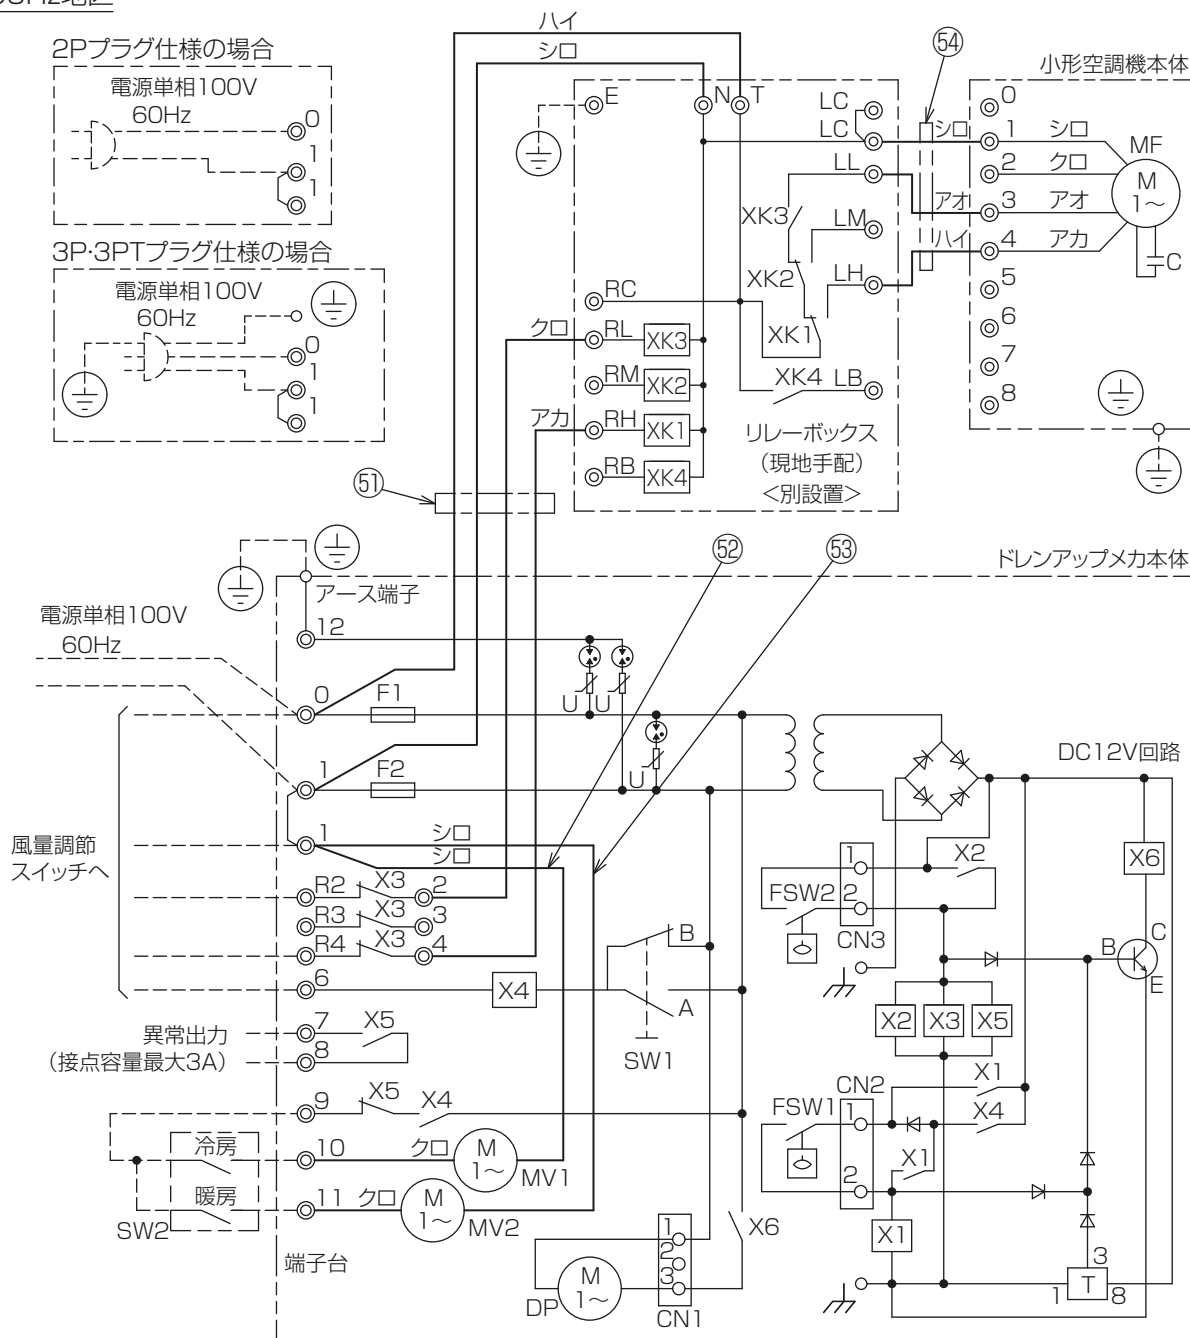 60Hz地区
2Pプラグ仕様の場合
電源単相100V
60Hz
0
1
1
3P·3PTプラグ仕様の場合
電源単相100V
60Hz
0
1
1
ハイ
シロ
E
N
T
LC
LC
LL
LM
LH
XK3
XK2
XK1
XK4
LB
RC
クロ
RL
XK3
RM
XK2
アカ
RH
XK1
RB
XK4
リレーボックス
(現地手配)
<別設置>
54
シロ
アオ
ハイ
小形空調機本体
0
1
シロ
2
クロ
3
アオ
4
アカ
5
6
7
8
MF
M
1~
C
51
52
53
ドレンアップメカ本体
アース端子
電源単相100V
60Hz
12
0
F1
U
U
U
1
F2
1
シロ
シロ
風量調節
スイッチへ
R2
X3
2
R3
X3
3
R4
X3
4
6
X4
B
A
SW1
異常出力
(接点容量最大3A)
7
X5
8
9
X5
X4
冷房
10
クロ
M
1~
MV1
暖房
11
クロ
M
1~
MV2
SW2
端子台
DP
M
1~
1
2
3
CN1
X6
DC12V回路
1
X2
FSW2
2
CN3
X6
B
C
E
X2
X3
X5
CN2
X1
FSW1
1
X4
X1
2
X1
3
1
T
8